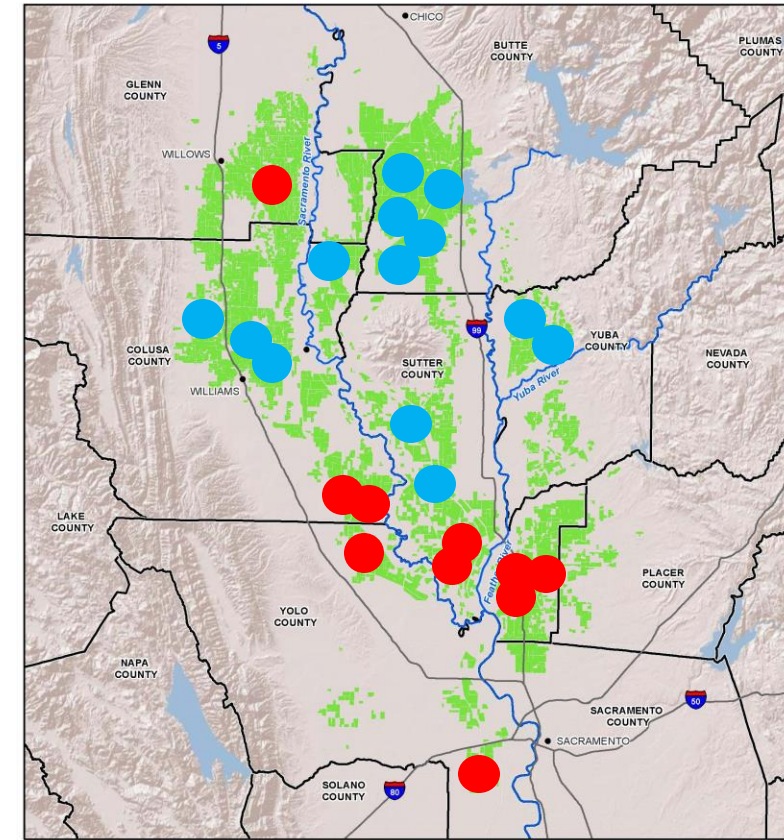 CHICO
5
BUTTE
COUNTY
PLUMAS
COUNTY
GLENN
COUNTY
WILLOWS
Sacramento River
99
YUBA
COUNTY
COLUSA
COUNTY
SUTTER
COUNTY
NEVADA
COUNTY
WILLIAMS
Yuba River
LAKE
COUNTY
Feather River
PLACER
COUNTY
YOLO
COUNTY
NAPA
COUNTY
50
SACRAMENTO
COUNTY
SACRAMENTO
SOLANO
COUNTY
80